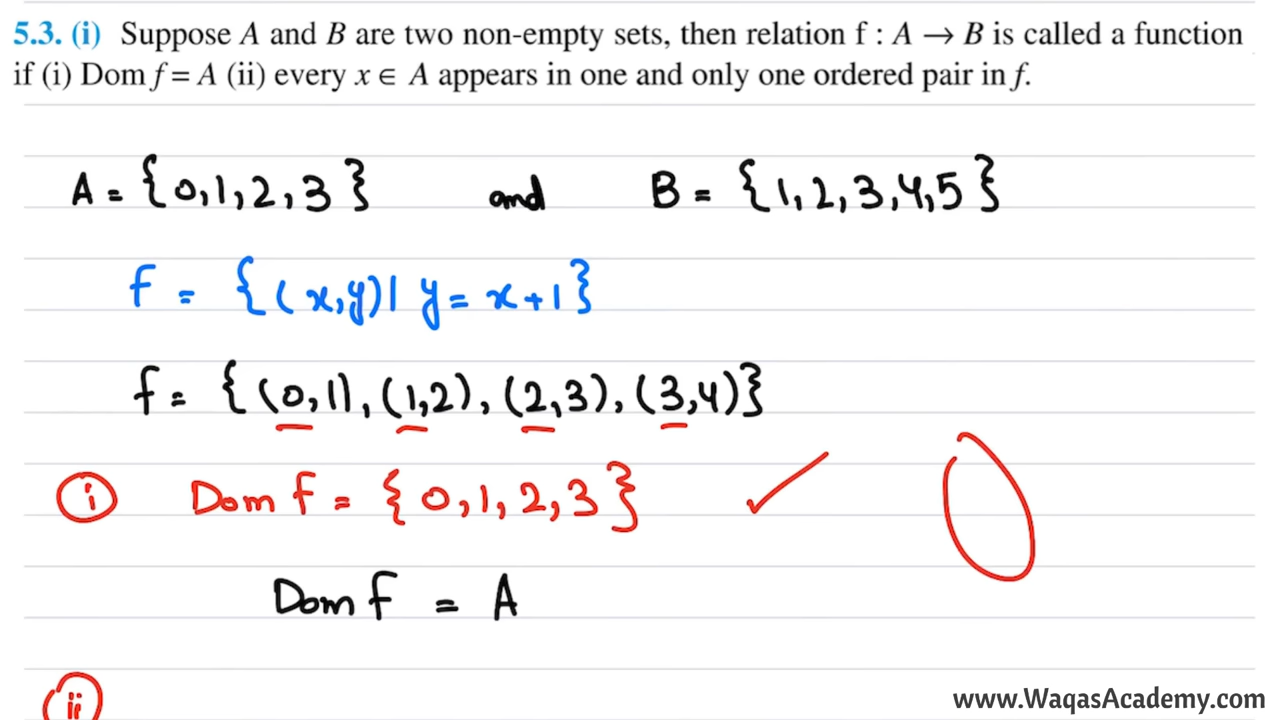 5.3. (i) Suppose A and B are two non-empty sets, then relation f : A → B is called a function
if (i) Dom f = A (ii) every x ∈ A appears in one and only one ordered pair in f.
A = {0,1,2,3} and B = {1,2,3,4,5}
f = {(x,y)| y = x+1}
f = {(0,1), (1,2), (2,3), (3,4)}
(i) Dom f = {0,1,2,3} ✓
Dom f = A
(ii)
www.WaqasAcademy.com